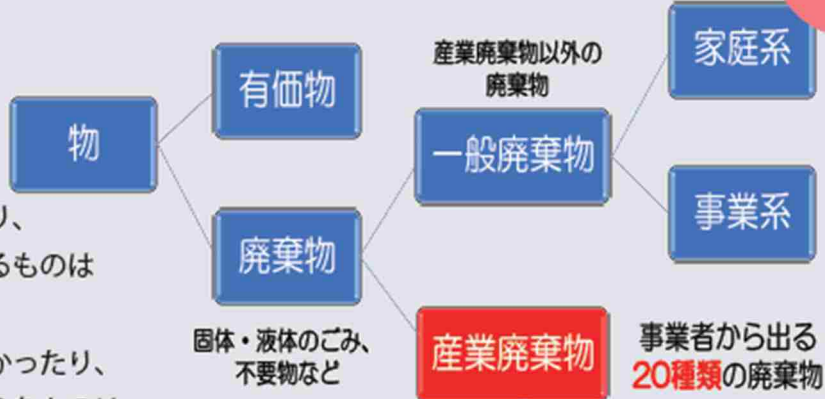 産業廃棄物以外の
廃棄物
家庭系
有価物
物
一般廃棄物
事業系
り、
るものは
廃棄物
固体・液体のごみ、
不要物など
産業廃棄物
事業者から出る
20種類の廃棄物
かったり、